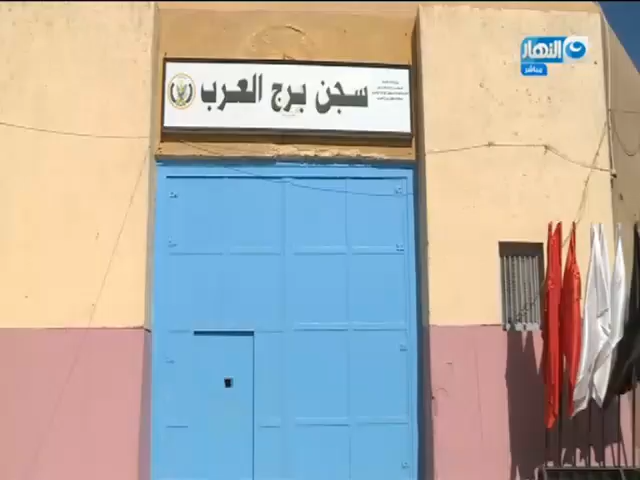 سجن برج العرب
النهار
مباشر